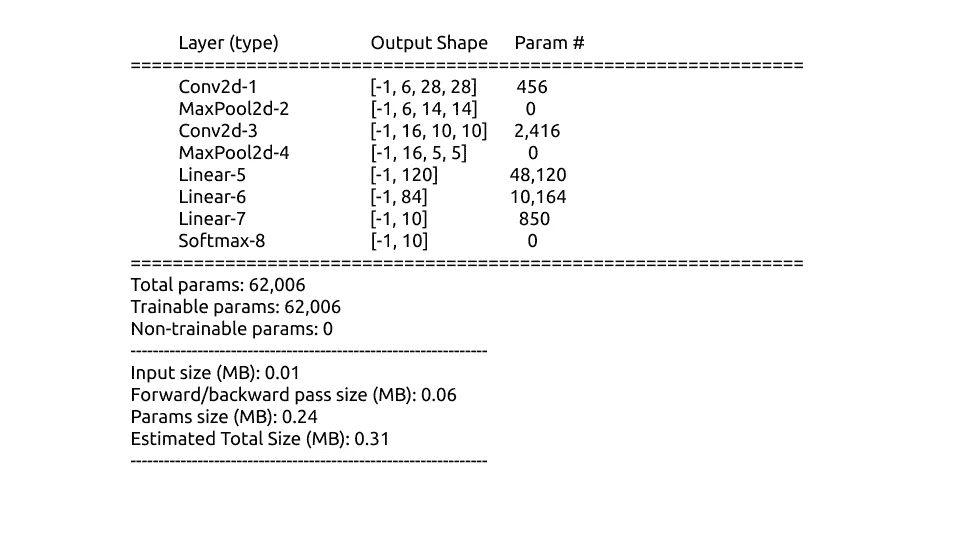 Layer (type) Output Shape Param #
================================================================
Conv2d-1 [-1, 6, 28, 28] 456
MaxPool2d-2 [-1, 6, 14, 14] 0
Conv2d-3 [-1, 16, 10, 10] 2,416
MaxPool2d-4 [-1, 16, 5, 5] 0
Linear-5 [-1, 120] 48,120
Linear-6 [-1, 84] 10,164
Linear-7 [-1, 10] 850
Softmax-8 [-1, 10] 0
================================================================
Total params: 62,006
Trainable params: 62,006
Non-trainable params: 0
----------------------------------------------------------------
Input size (MB): 0.01
Forward/backward pass size (MB): 0.06
Params size (MB): 0.24
Estimated Total Size (MB): 0.31
----------------------------------------------------------------